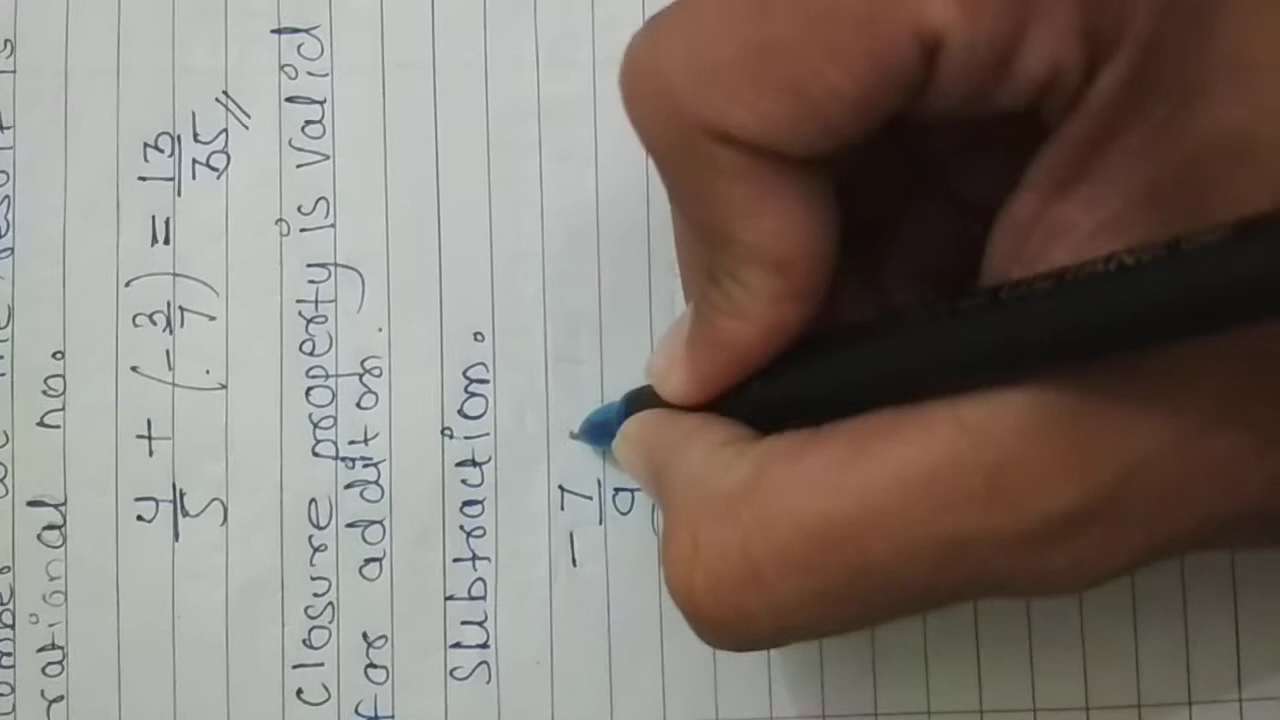 rational no.
4/5 + (-3/7) = 13/35 //
Closure property is valid
for addition.
Subtraction.
-7/9